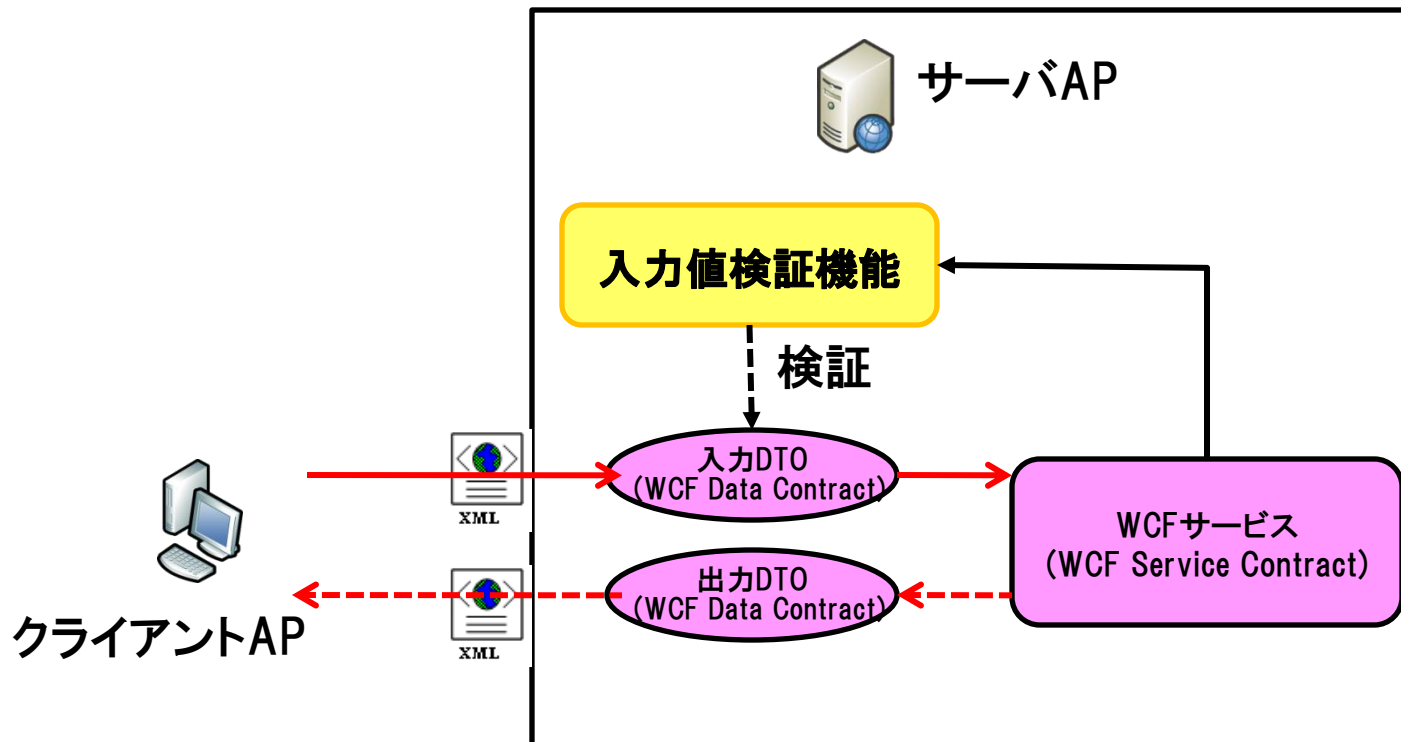 サーバAP
入力値検証機能
検証
入力DTO
(WCF Data Contract)
XML
WCFサービス
(WCF Service Contract)
出力DTO
(WCF Data Contract)
XML
クライアントAP